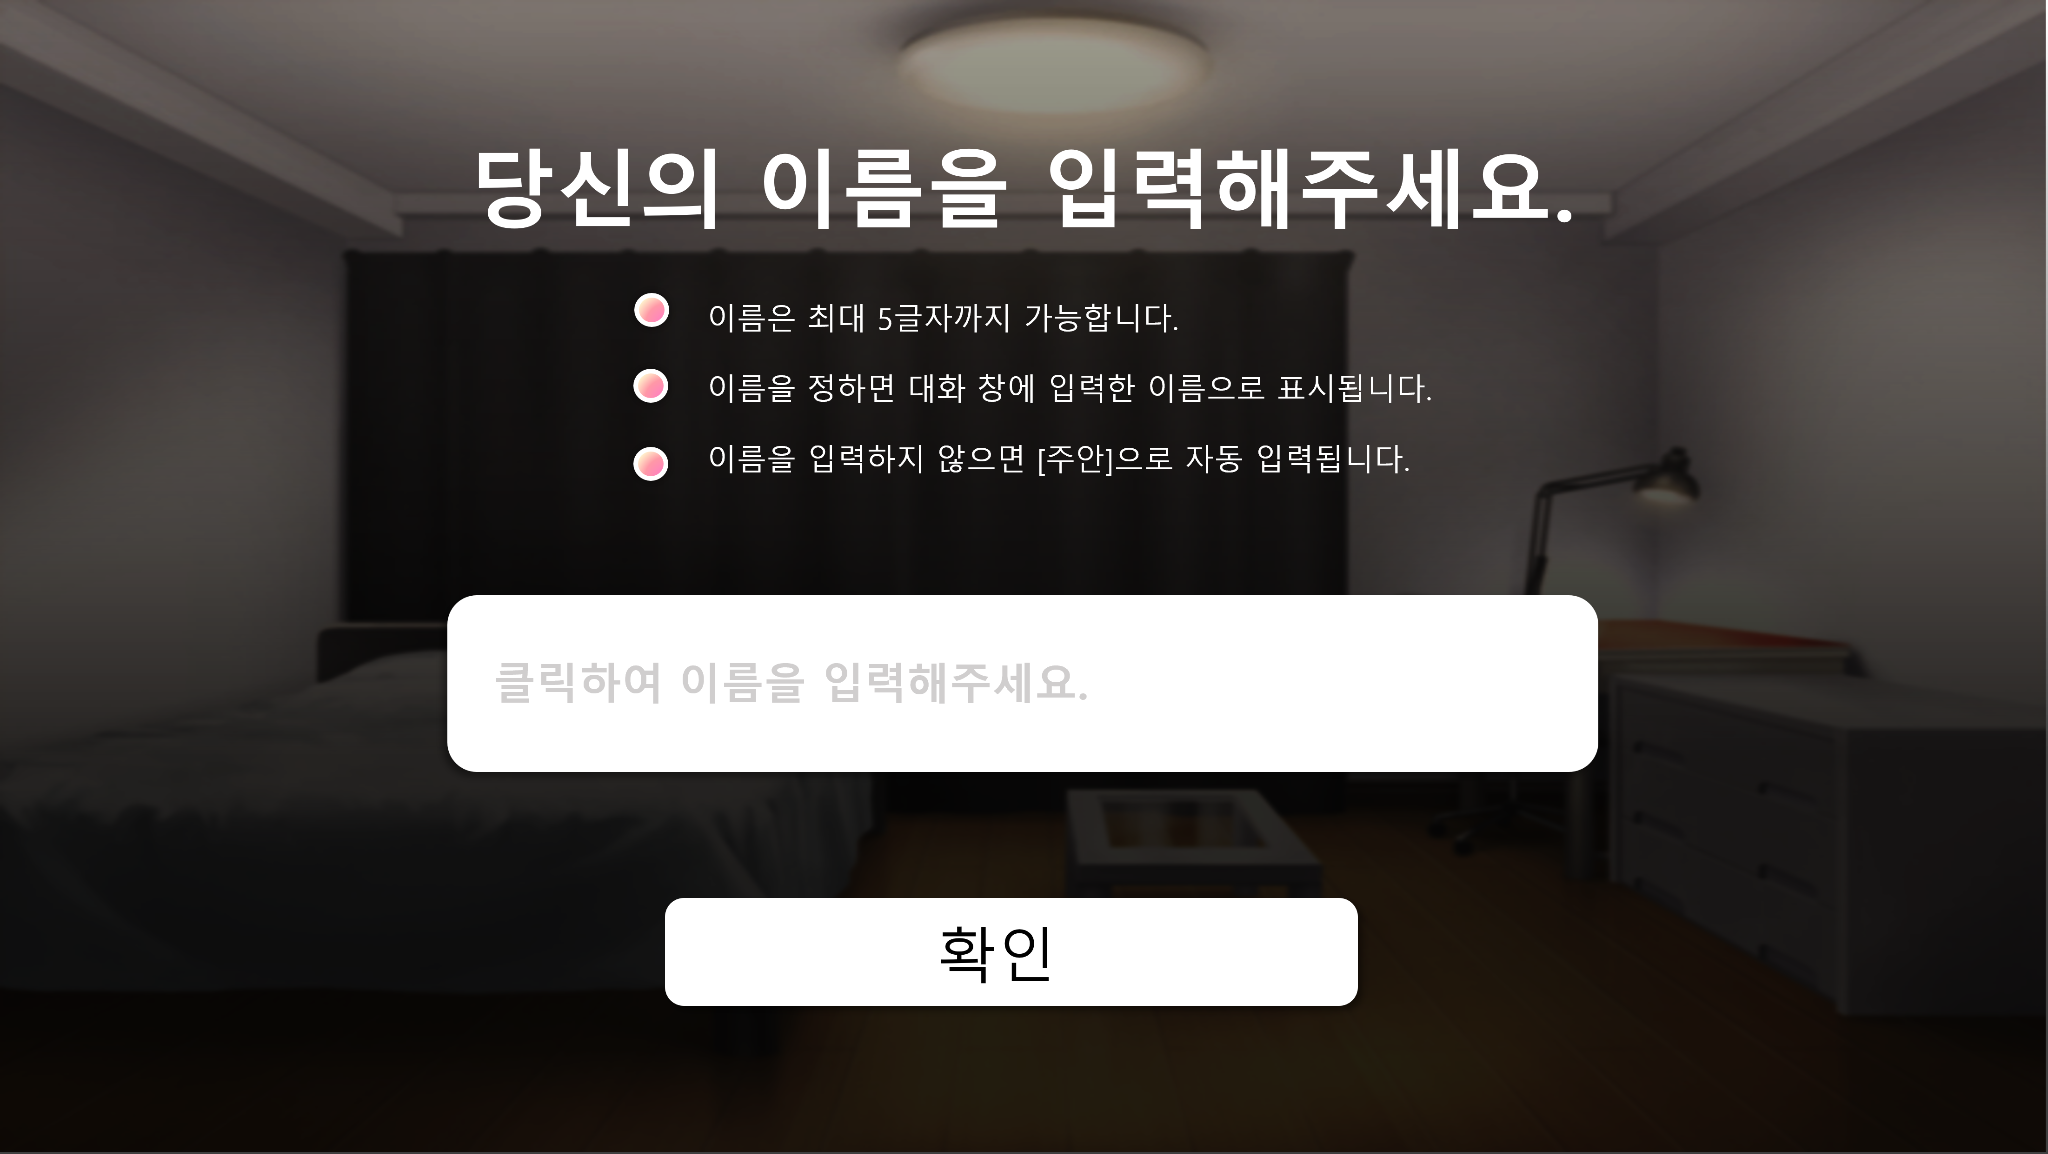 당신의 이름을 입력해주세요.
이름은 최대 5글자까지 가능합니다.
이름을 정하면 대화 창에 입력한 이름으로 표시됩니다.
이름을 입력하지 않으면 [주안]으로 자동 입력됩니다.
클릭하여 이름을 입력해주세요.
확인